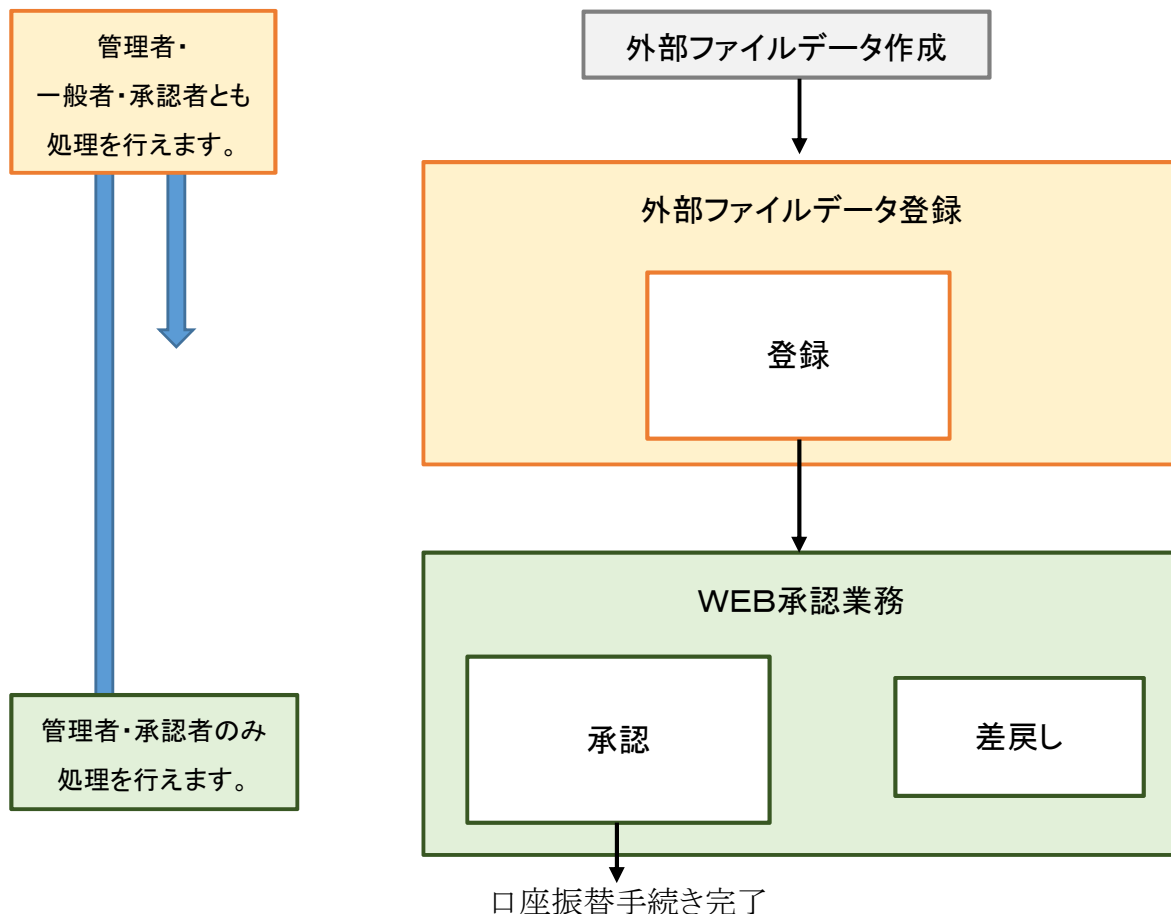 管理者・
一般者・承認者とも
処理を行えます。
外部ファイルデータ作成
外部ファイルデータ登録
登録
WEB承認業務
承認
差戻し
管理者・承認者のみ
処理を行えます。
口座振替手続き完了